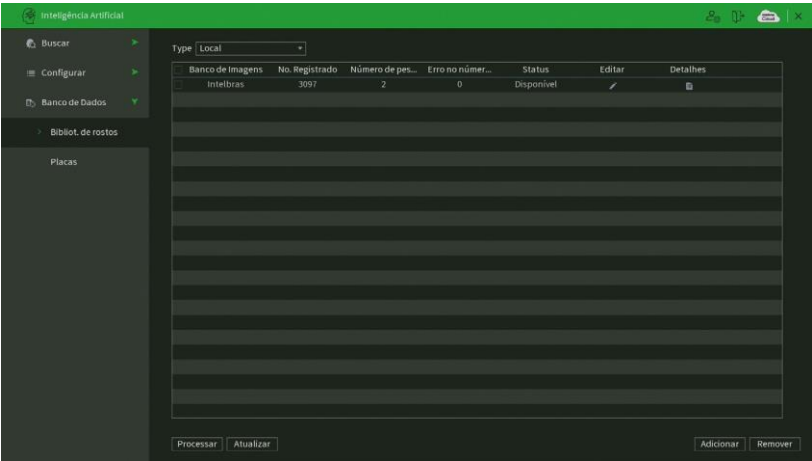 Inteligência Artificial
Buscar
Configurar
Banco de Dados
Bibliot. de rostos
Placas
Type Local
Banco de Imagens No. Registrado Número de pes... Erro no númer... Status Editar Detalhes
Intelbras 3097 2 0 Disponível
Processar Atualizar Adicionar Remover